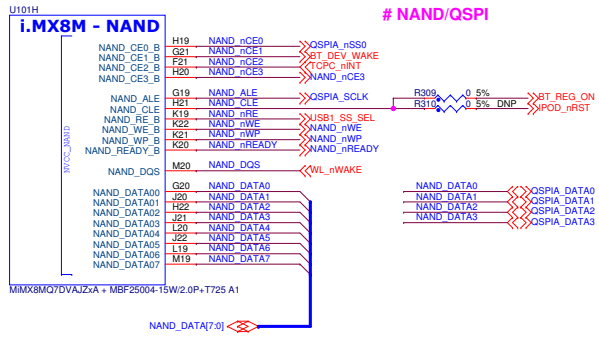 U101H
# NAND/QSPI
i.MX8M - NAND
NVCC_NAND
NAND_CE0_B H19 NAND_nCE0 QSPIA_nSS0
NAND_CE1_B G21 NAND_nCE1 BT_DEV_WAKE
NAND_CE2_B F21 NAND_nCE2 TCPC_nINT
NAND_CE3_B H20 NAND_nCE3 NAND_nCE3
NAND_ALE G19 NAND_ALE QSPIA_SCLK R309 0 5% BT_REG_ON
NAND_CLE H21 NAND_CLE R310 0 5% DNP IPOD_nRST
NAND_RE_B K19 NAND_nRE USB1_SS_SEL
NAND_WE_B K22 NAND_nWE NAND_nWE
NAND_WP_B K21 NAND_nWP NAND_nWP
NAND_READY_B K20 NAND_nREADY NAND_nREADY
NAND_DQS M20 NAND_DQS WL_nWAKE
NAND_DATA00 G20 NAND_DATA0 NAND_DATA0 QSPIA_DATA0
NAND_DATA01 J20 NAND_DATA1 NAND_DATA1 QSPIA_DATA1
NAND_DATA02 H22 NAND_DATA2 NAND_DATA2 QSPIA_DATA2
NAND_DATA03 J21 NAND_DATA3 NAND_DATA3 QSPIA_DATA3
NAND_DATA04 L20 NAND_DATA4
NAND_DATA05 J22 NAND_DATA5
NAND_DATA06 L19 NAND_DATA6
NAND_DATA07 M19 NAND_DATA7
MiMX8MQ7DVAJZxA + MBF25004-15W/2.0P+T725 A1
NAND_DATA[7:0]